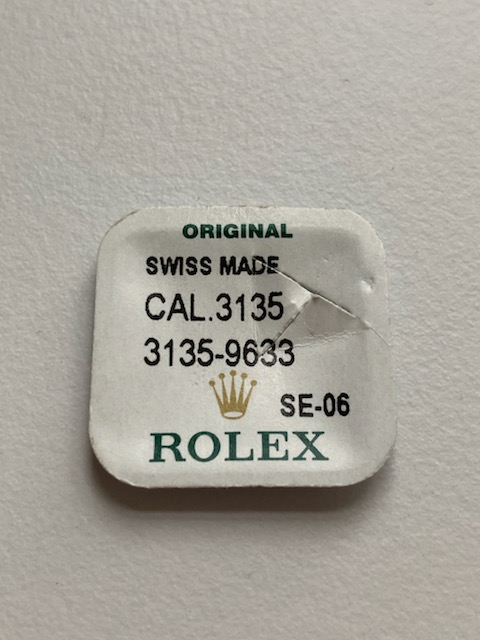 ORIGINAL
SWISS MADE
CAL.3135
3135-9633
SE-06
ROLEX